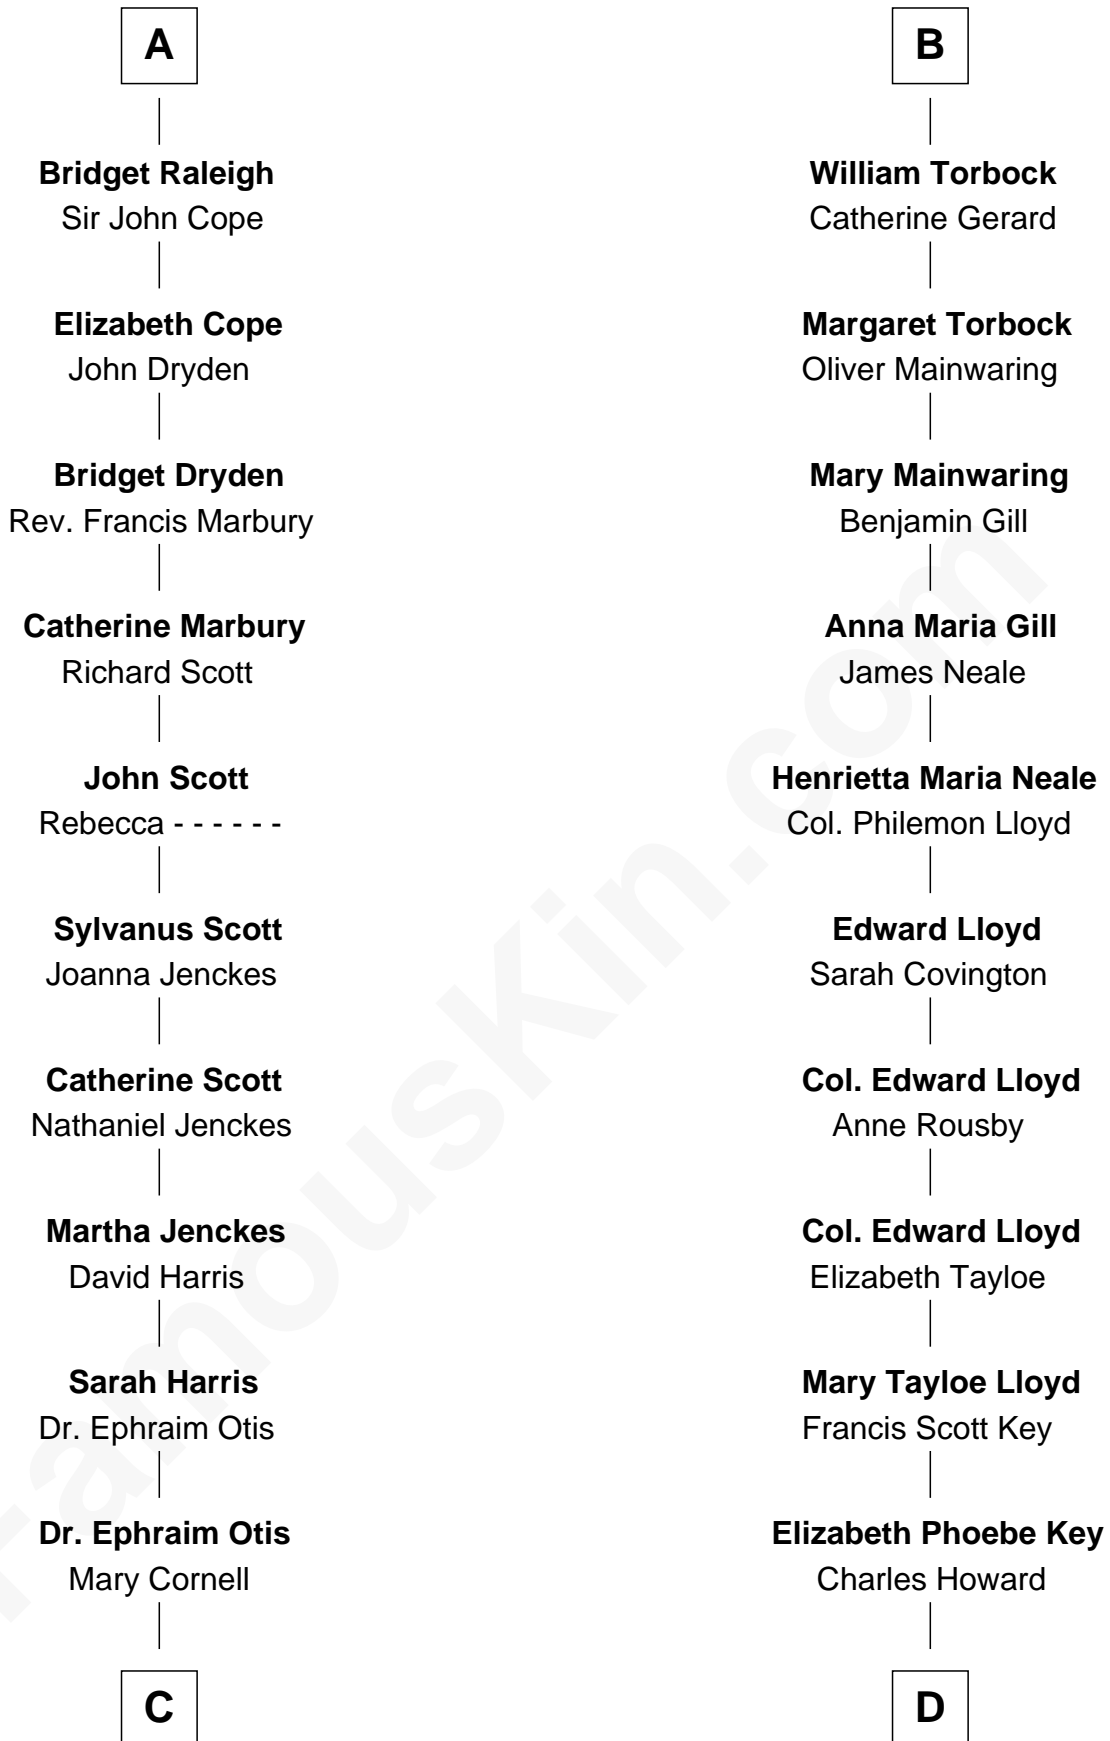 A
Bridget Raleigh
Sir John Cope
Elizabeth Cope
John Dryden
Bridget Dryden
Rev. Francis Marbury
Catherine Marbury
Richard Scott
John Scott
Rebecca - - - - - -
Sylvanus Scott
Joanna Jenckes
Catherine Scott
Nathaniel Jenckes
Martha Jenckes
David Harris
Sarah Harris
Dr. Ephraim Otis
Dr. Ephraim Otis
Mary Cornell
C
B
William Torbock
Catherine Gerard
Margaret Torbock
Oliver Mainwaring
Mary Mainwaring
Benjamin Gill
Anna Maria Gill
James Neale
Henrietta Maria Neale
Col. Philemon Lloyd
Edward Lloyd
Sarah Covington
Col. Edward Lloyd
Anne Rousby
Col. Edward Lloyd
Elizabeth Tayloe
Mary Tayloe Lloyd
Francis Scott Key
Elizabeth Phoebe Key
Charles Howard
D
FamousKin.com